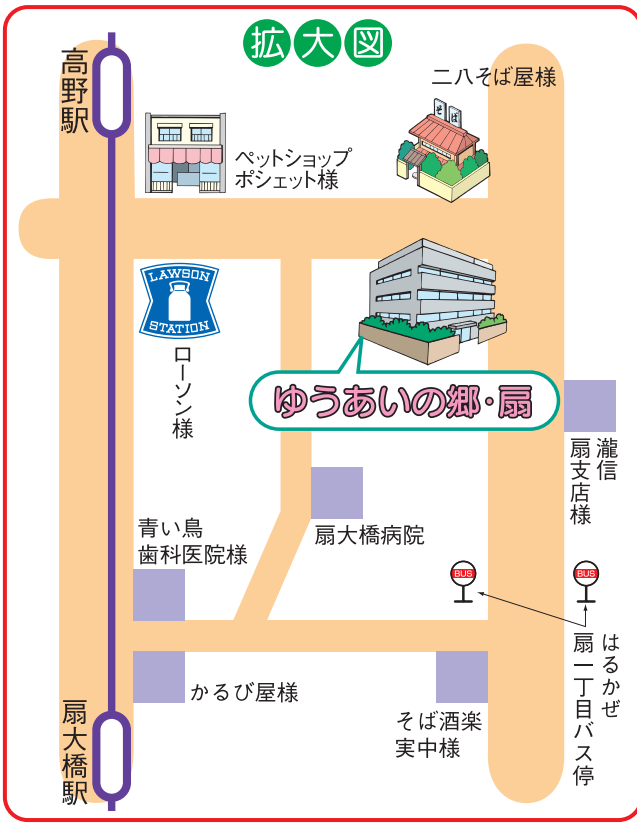 拡大図
高野駅
二八そば屋様
そば
ペットショップ
ポシェット様
LAWSON
STATION
ローソン様
ゆうあいの郷・扇
瀧信
扇支店様
扇大橋病院
青い鳥
歯科医院様
BUS
BUS
はるかぜ
扇一丁目バス停
かるび屋様
そば酒楽
実中様
扇大橋駅